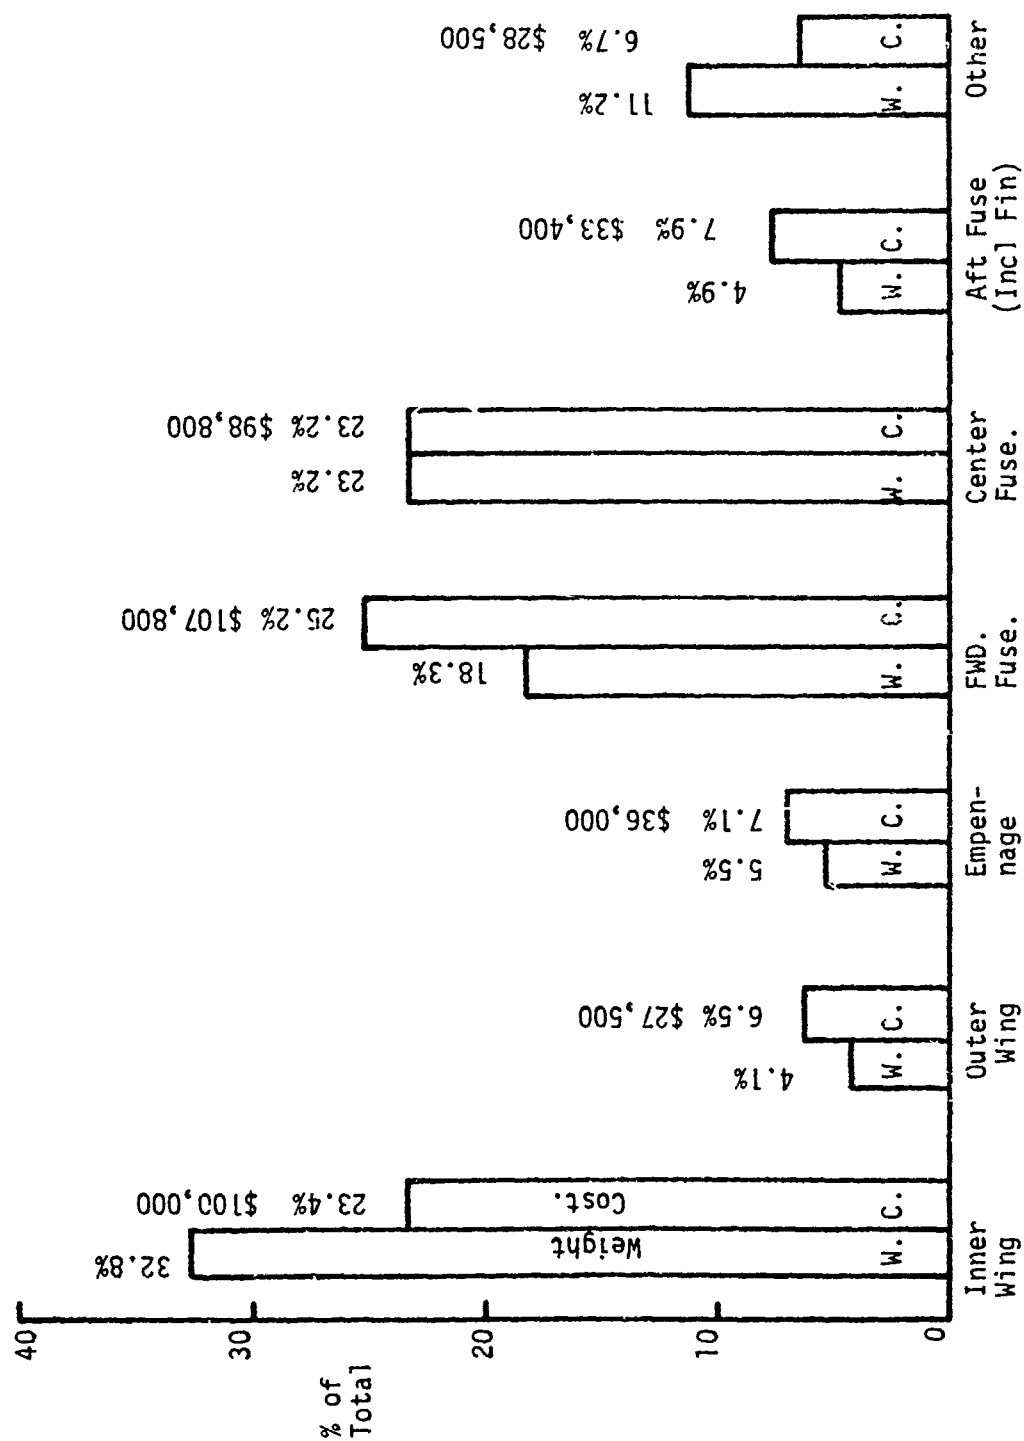 40
30
20
10
0
% of
Total
32.8%
23.4% $100,000
Weight
Cost.
W. C.
Inner
Wing
4.1%
6.5% $27,500
W. C.
Outer
Wing
5.5%
7.1% $36,000
W. C.
Empen-
nage
18.3%
25.2% $107,800
W. C.
FWD.
Fuse.
23.2%
23.2% $98,800
W. C.
Center
Fuse.
4.9%
7.9% $33,400
W. C.
Aft Fuse
(Incl Fin)
11.2%
6.7% $28,500
W. C.
Other